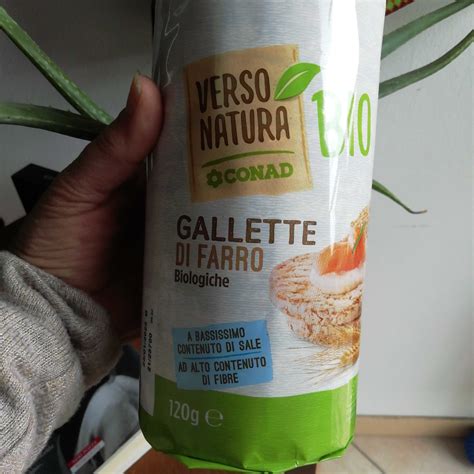 VERSO
NATURA
CONAD
BIO
GALLETTE
DI FARRO
Biologiche
A BASSISSIMO
CONTENUTO DI SALE
AD ALTO CONTENUTO
DI FIBRE
120g e